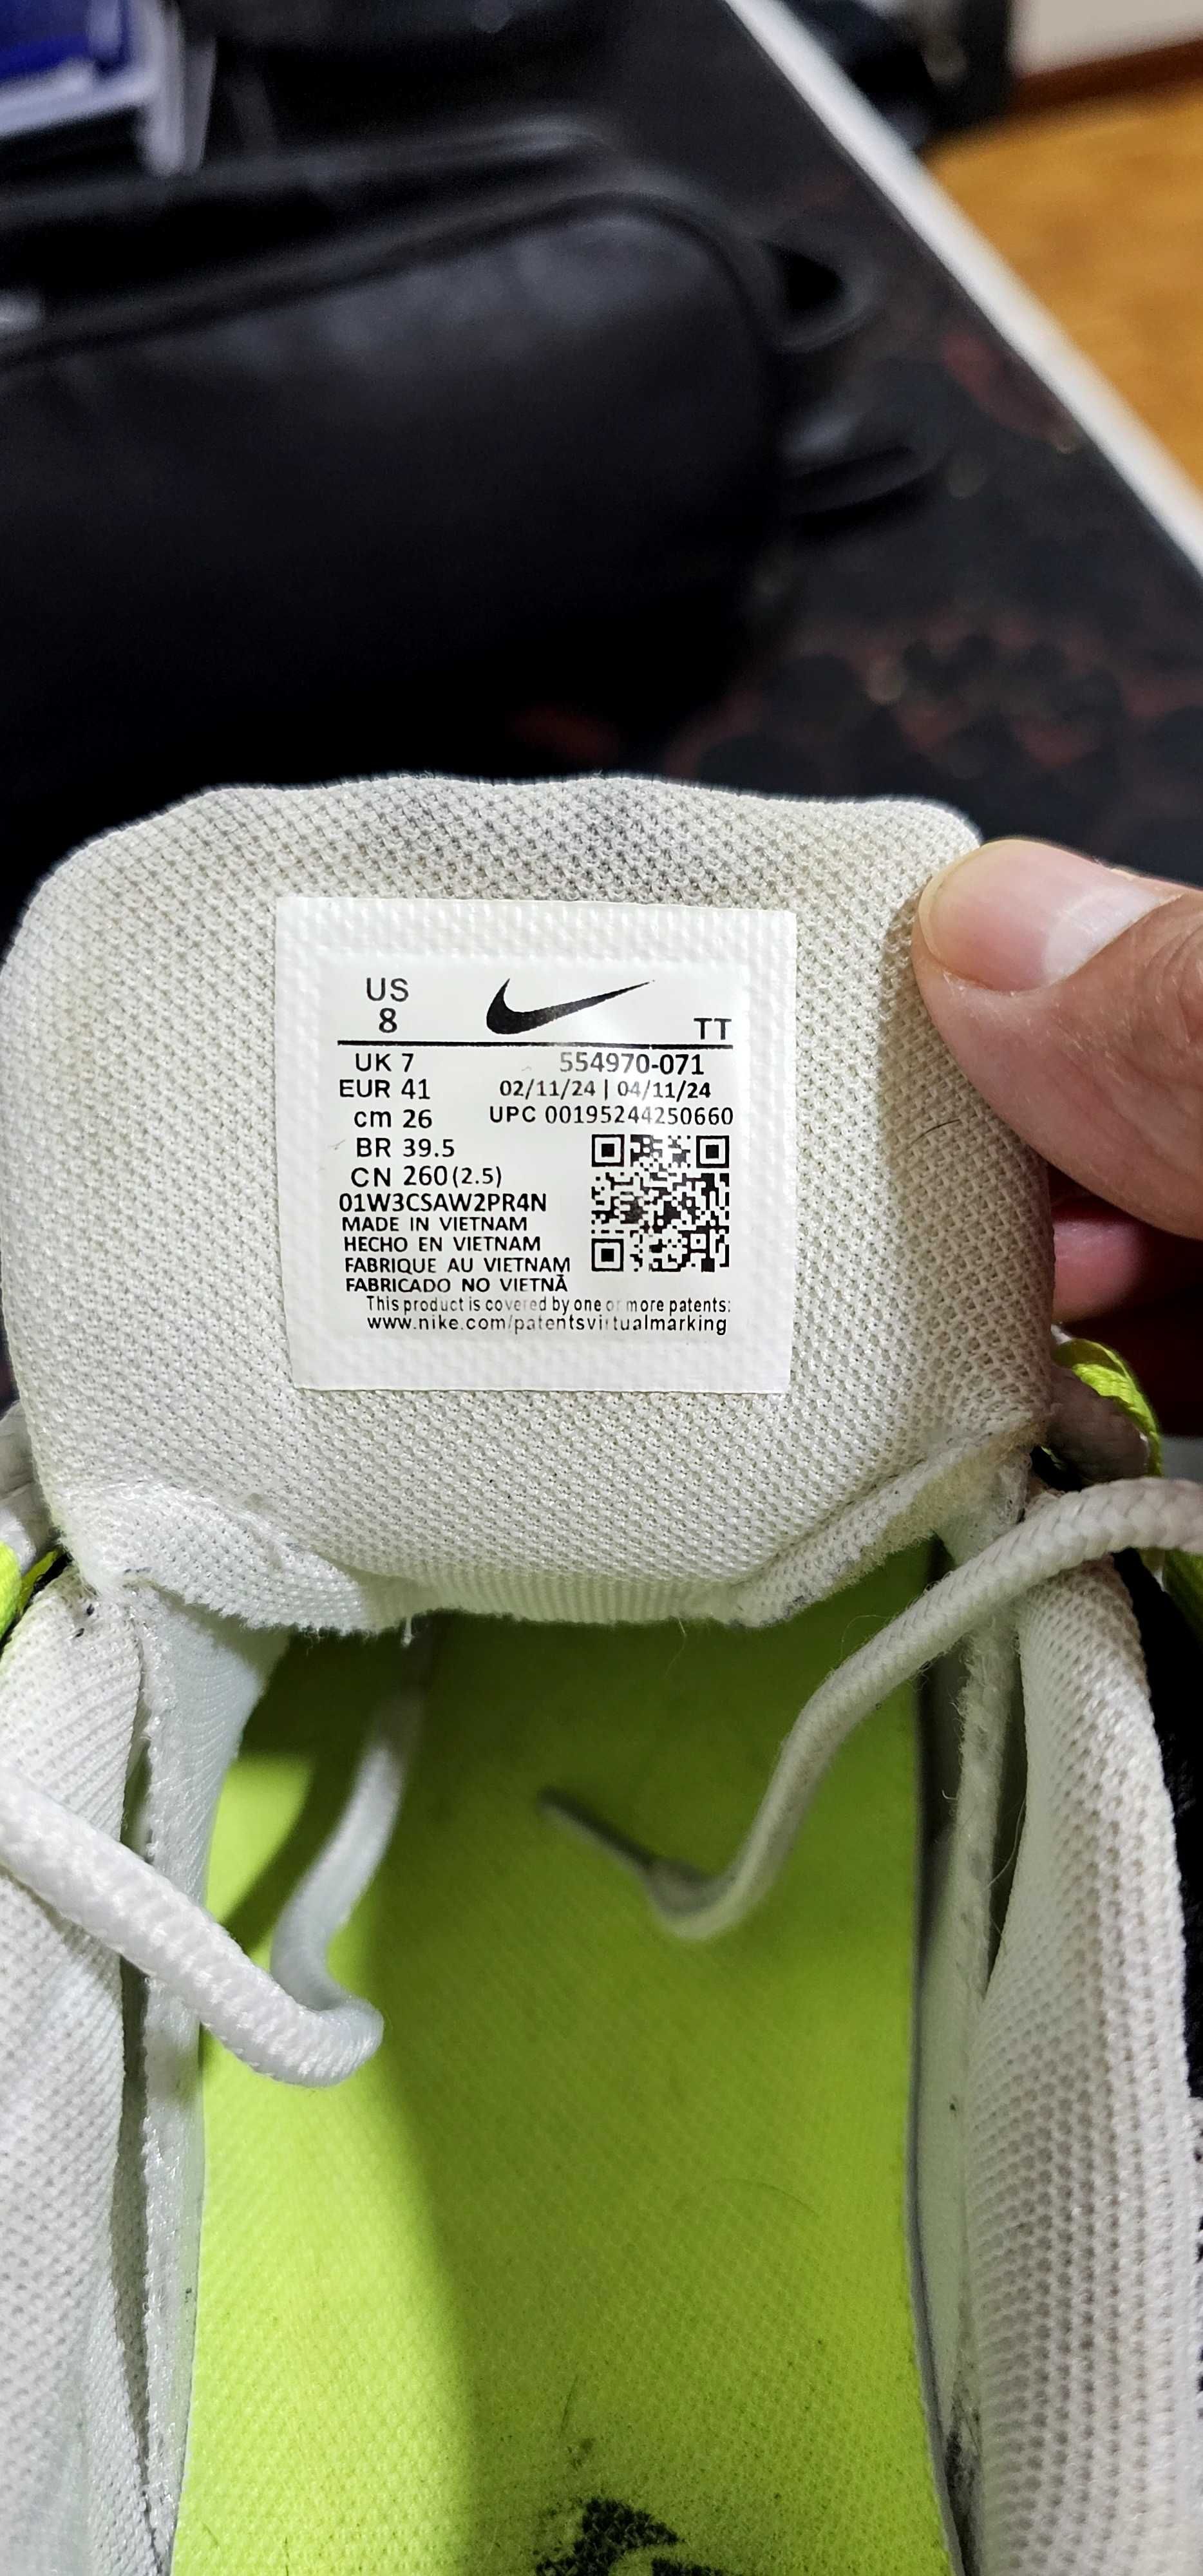 US
8
TT
UK 7
554970-071
EUR 41
02/11/24 | 04/11/24
cm 26
UPC 00195244250660
BR 39.5
CN 260(2.5)
01W3CSAW2PR4N
MADE IN VIETNAM
HECHO EN VIETNAM
FABRIQUE AU VIETNAM
FABRICADO NO VIETNÃ
This product is covered by one or more patents:
www.nike.com/patentsvirtualmarking